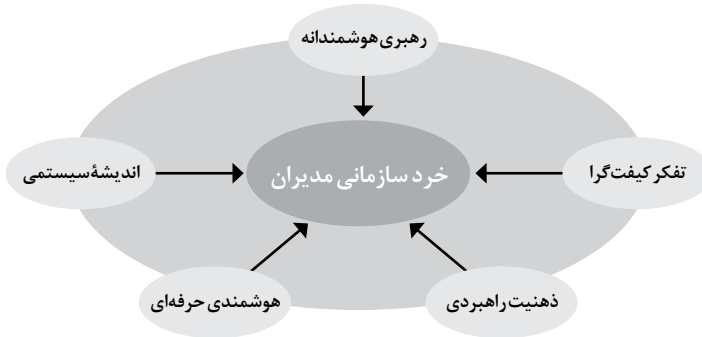 رهبری هوشمندانه
تفکر کیفت‌گرا
خرد سازمانی مدیران
اندیشهٔ سیستمی
ذهنیت راهبردی
هوشمندی حرفه‌ای